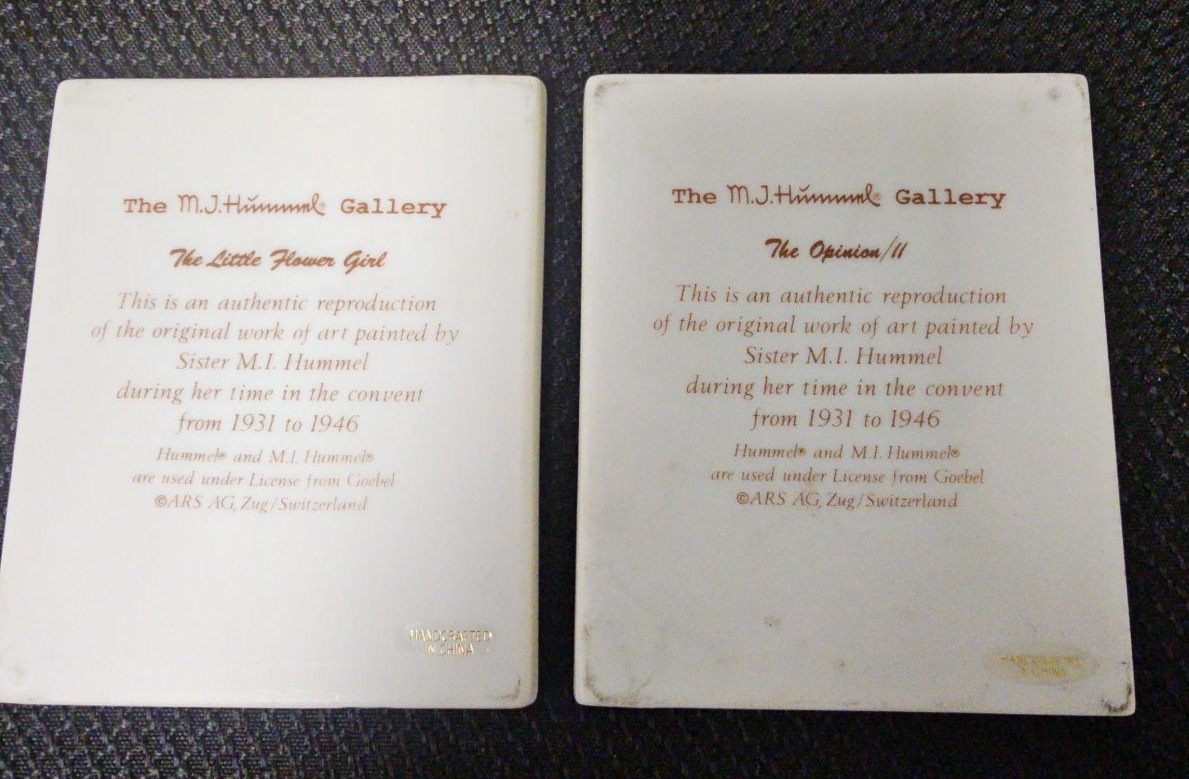 The M.J.Hummel® Gallery
The Little Flower Girl
This is an authentic reproduction
of the original work of art painted by
Sister M.I. Hummel
during her time in the convent
from 1931 to 1946
Hummel® and M.I. Hummel®
are used under License from Goebel
©ARS AG, Zug/Switzerland
HANDCRAFTED
IN CHINA
The M.J.Hummel® Gallery
The Opinion/II
This is an authentic reproduction
of the original work of art painted by
Sister M.I. Hummel
during her time in the convent
from 1931 to 1946
Hummel® and M.I. Hummel®
are used under License from Goebel
©ARS AG, Zug/Switzerland
HANDCRAFTED
IN CHINA